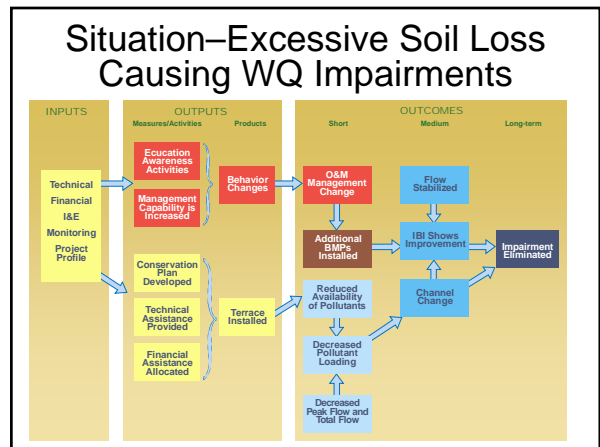 Situation–Excessive Soil Loss
Causing WQ Impairments
INPUTS
OUTPUTS
OUTCOMES
Measures/Activities
Products
Short
Medium
Long-term
Technical
Financial
I&E
Monitoring
Project
Profile
Ecucation
Awareness
Activities
Management
Capability is
Increased
Behavior
Changes
O&M
Management
Change
Flow
Stabilized
Additional
BMPs
Installed
IBI Shows
Improvement
Impairment
Eliminated
Conservation
Plan
Developed
Technical
Assistance
Provided
Financial
Assistance
Allocated
Terrace
Installed
Reduced
Availability
of Pollutants
Channel
Change
Decreased
Pollutant
Loading
Decreased
Peak Flow and
Total Flow